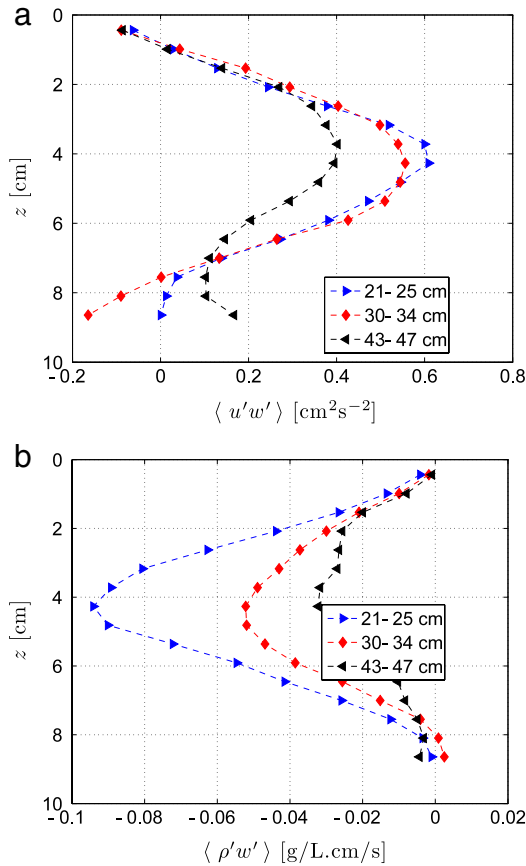 a
0
2
4
6
8
10
z [cm]
21- 25 cm
30- 34 cm
43- 47 cm
-0.2 0 0.2 0.4 0.6 0.8
⟨ u′w′ ⟩ [cm²s⁻²]
b
0
2
4
6
8
10
z [cm]
21- 25 cm
30- 34 cm
43- 47 cm
-0.1 -0.08 -0.06 -0.04 -0.02 0 0.02
⟨ ρ′w′ ⟩ [g/L.cm/s]